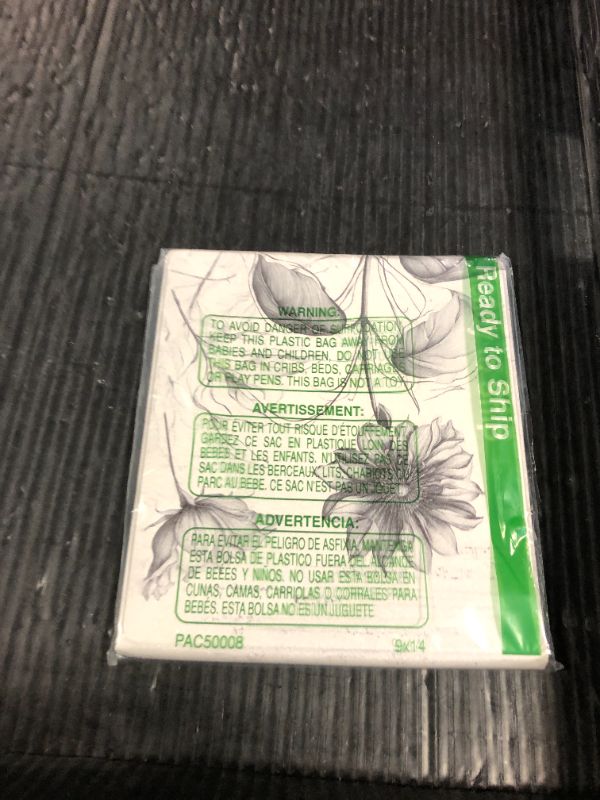 WARNING:
TO AVOID DANGER OF SUFFOCATION
KEEP THIS PLASTIC BAG AWAY FROM
BABIES AND CHILDREN. DO NOT USE
THIS BAG IN CRIBS, BEDS, CARRIAGES
OR PLAY PENS. THIS BAG IS NOT A TOY
AVERTISSEMENT:
POUR ÉVITER TOUT RISQUE D'ÉTOUFFEMENT
GARDEZ CE SAC EN PLASTIQUE LOIN DES
BEBES ET LES ENFANTS. N'UTILISEZ PAS CE
SAC DANS LES BERCEAUX, LITS, CHARIOTS OU
PARC AU BEBE. CE SAC N'EST PAS UN JOUET
ADVERTENCIA:
PARA EVITAR EL PELIGRO DE ASFIXIA, MANTENGA
ESTA BOLSA DE PLASTICO FUERA DEL ALCANCE
DE BEBES Y NINOS. NO USAR ESTA BOLSA EN
CUNAS, CAMAS, CARRIOLAS O CORRALES PARA
BEBÉS. ESTA BOLSA NO ES UN JUGUETE
PAC50008 9x14
Ready to Ship